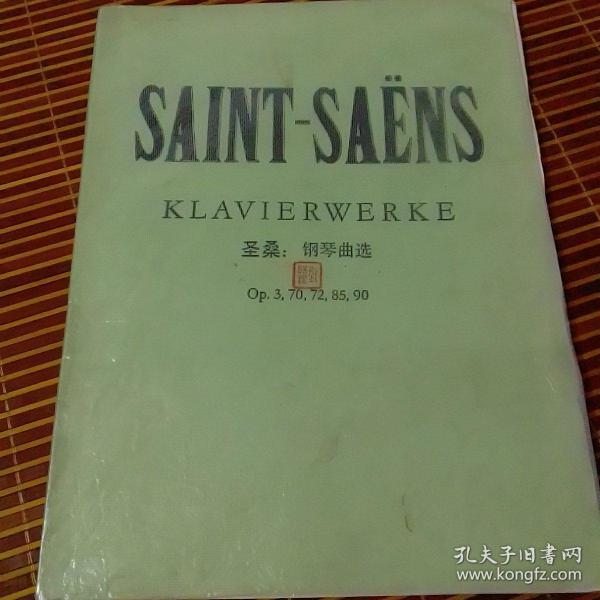 SAINT-SAËNS
KLAVIERWERKE
圣桑：钢琴曲选
Op. 3, 70, 72, 85, 90
孔夫子旧书网
www.kongfz.com